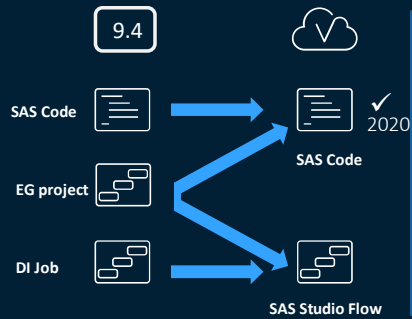 9.4
SAS Code
✓
2020
SAS Code
EG project
DI Job
SAS Studio Flow